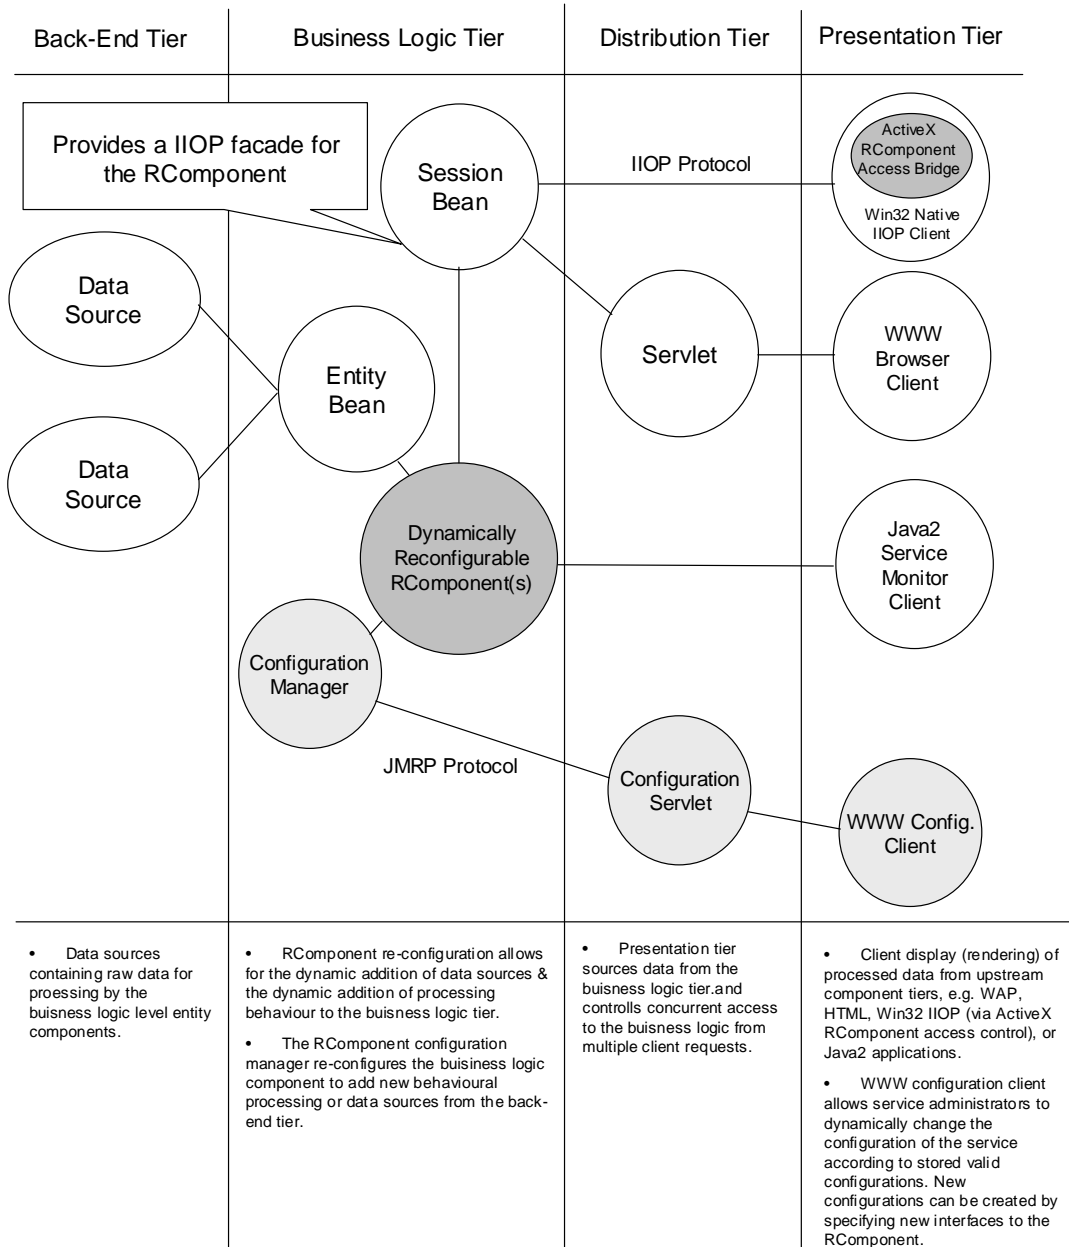 Back-End Tier
Business Logic Tier
Distribution Tier
Presentation Tier
Provides a IIOP facade for
the RComponent
Session
Bean
IIOP Protocol
ActiveX
RComponent
Access Bridge
Win32 Native
IIOP Client
Data
Source
Entity
Bean
Servlet
WWW
Browser
Client
Data
Source
Dynamically
Reconfigurable
RComponent(s)
Java2
Service
Monitor
Client
Configuration
Manager
JMRP Protocol
Configuration
Servlet
WWW Config.
Client
• Data sources
containing raw data for
proessing by the
buisness logic level entity
components.
• RComponent re-configuration allows
for the dynamic addition of data sources &
the dynamic addition of processing
behaviour to the buisness logic tier.
• The RComponent configuration
manager re-configures the buisiness logic
component to add new behavioural
processing or data sources from the back-
end tier.
• Presentation tier
sources data from the
buisness logic tier.and
controlls concurrent access
to the buisness logic from
multiple client requests.
• Client display (rendering) of
processed data from upstream
component tiers, e.g. WAP,
HTML, Win32 IIOP (via ActiveX
RComponent access control), or
Java2 applications.
• WWW configuration client
allows service administrators to
dynamically change the
configuration of the service
according to stored valid
configurations. New
configurations can be created by
specifying new interfaces to the
RComponent.